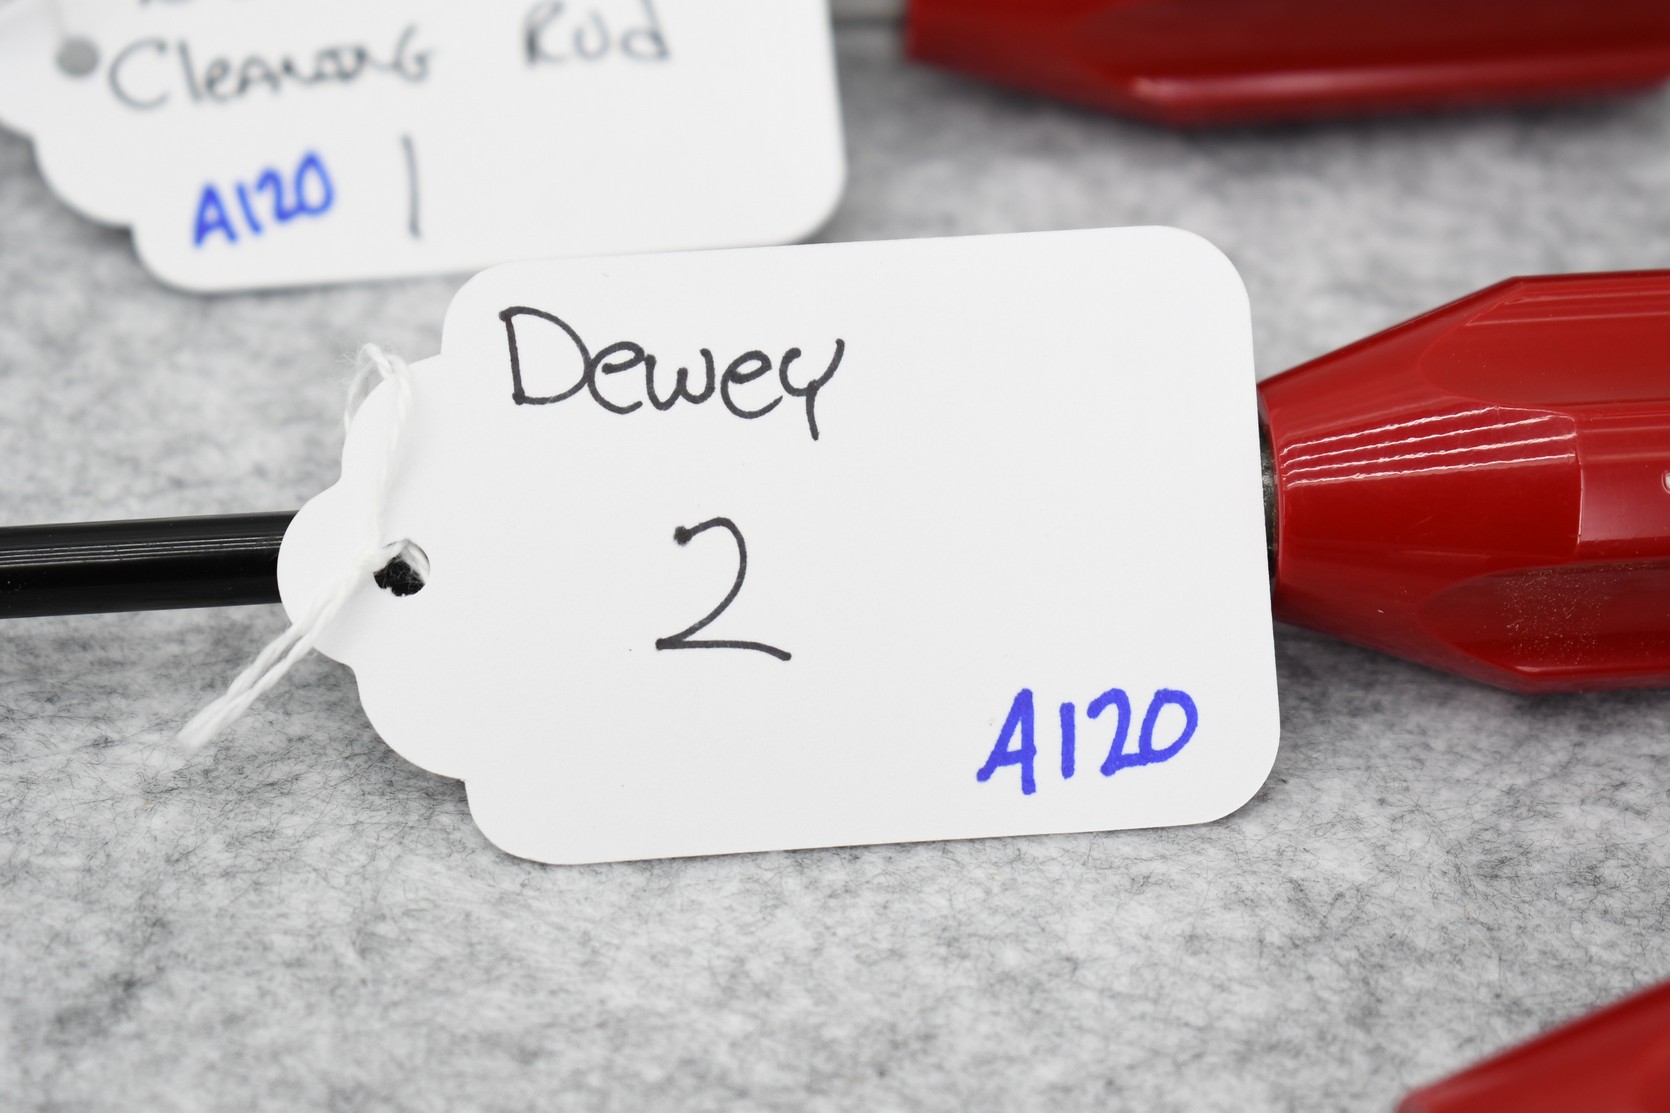 Cleaning Rod
A120 1
Dewey
2
A120